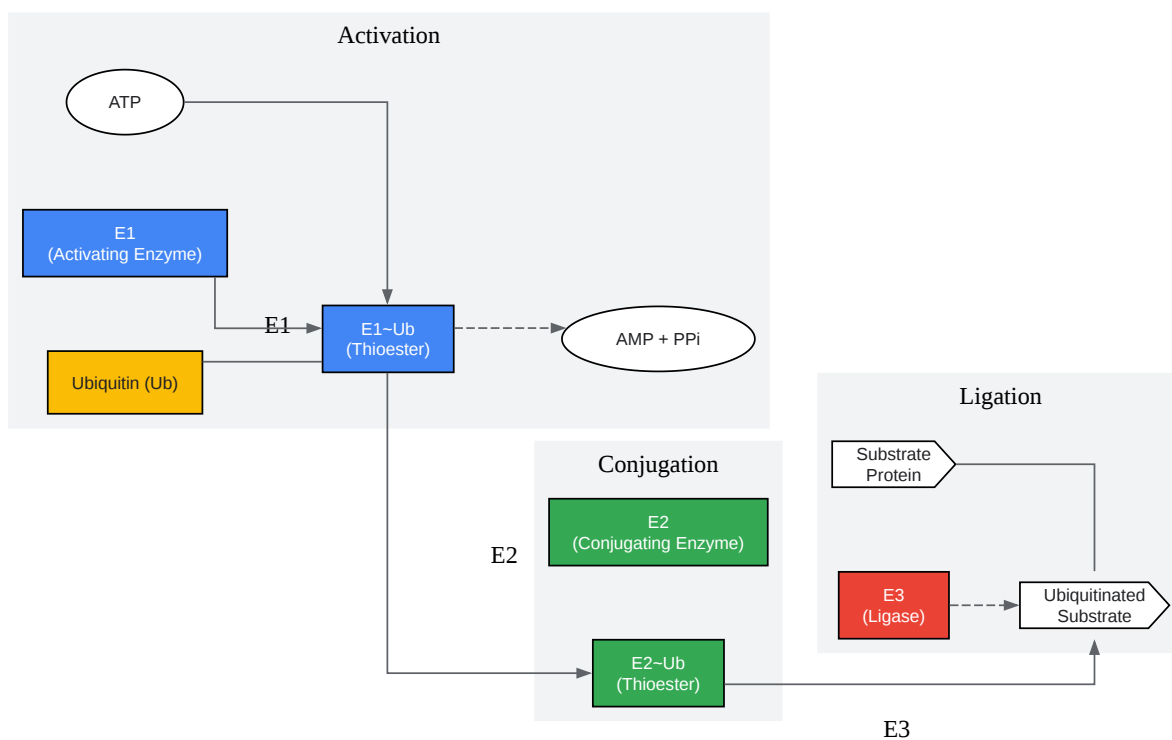 Activation
ATP
E1
(Activating Enzyme)
E1
E1~Ub
(Thioester)
AMP + PPi
Ubiquitin (Ub)
Conjugation
E2
(Conjugating Enzyme)
E2
E2~Ub
(Thioester)
Ligation
Substrate
Protein
E3
(Ligase)
Ubiquitinated
Substrate
E3